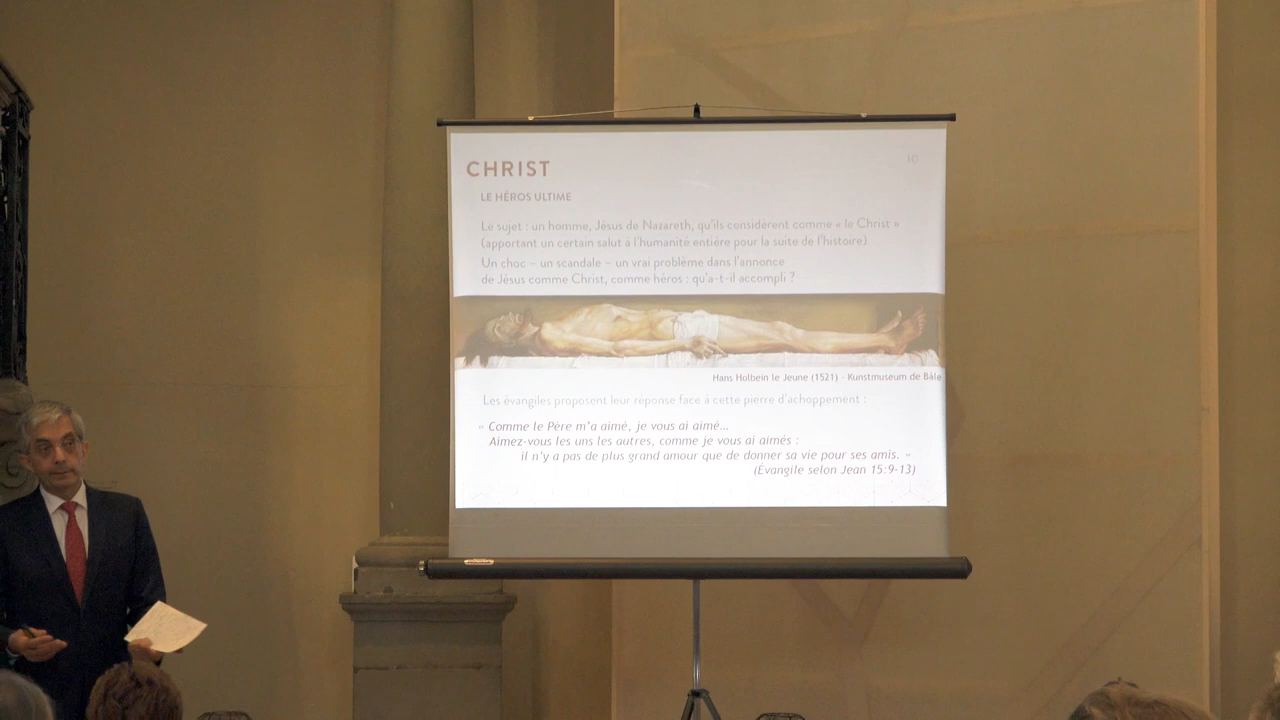 CHRIST
10
LE HÉROS ULTIME
Le sujet : un homme, Jésus de Nazareth, qu'ils considèrent comme « le Christ »
(apportant un certain salut à l'humanité entière pour la suite de l'histoire)
Un choc – un scandale – un vrai problème dans l'annonce
de Jésus comme Christ, comme héros : qu'a-t-il accompli ?
Hans Holbein le Jeune (1521) - Kunstmuseum de Bâle
Les évangiles proposent leur réponse face à cette pierre d'achoppement :
« Comme le Père m'a aimé, je vous ai aimé...
Aimez-vous les uns les autres, comme je vous ai aimés :
il n'y a pas de plus grand amour que de donner sa vie pour ses amis. »
(Évangile selon Jean 15:9-13)